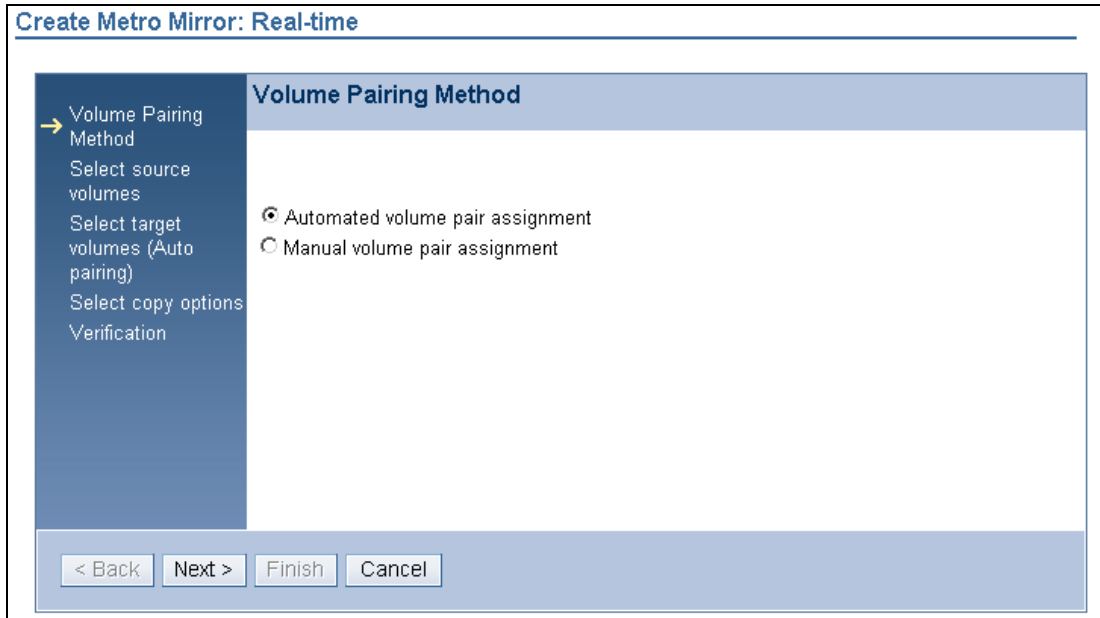 Create Metro Mirror: Real-time
Volume Pairing
Method
Select source
volumes
Select target
volumes (Auto
pairing)
Select copy options
Verification
Volume Pairing Method
Automated volume pair assignment
Manual volume pair assignment
< Back
Next >
Finish
Cancel